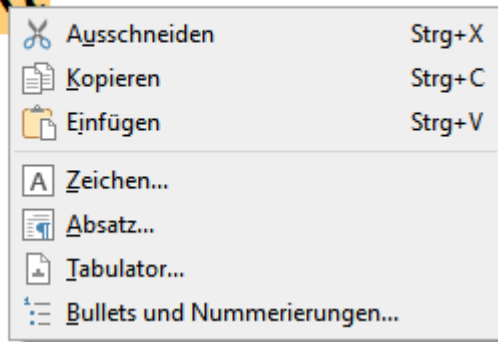 Ausschneiden Strg+X
Kopieren Strg+C
Einfügen Strg+V
Zeichen...
Absatz...
Tabulator...
Bullets und Nummerierungen...